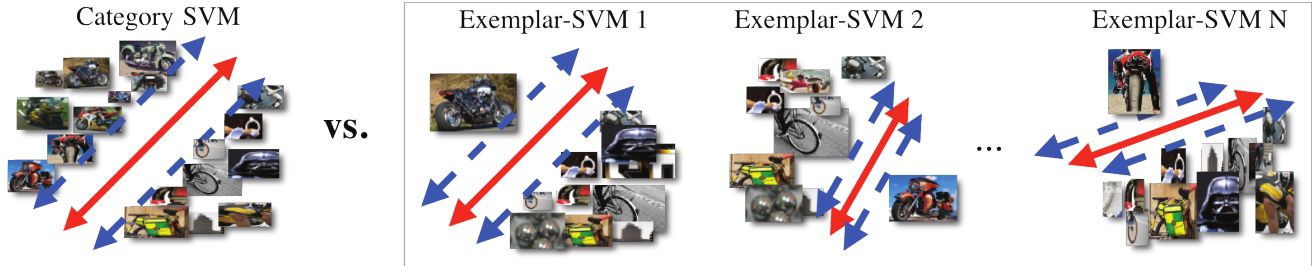 Category SVM
vs.
Exemplar-SVM 1
Exemplar-SVM 2
...
Exemplar-SVM N